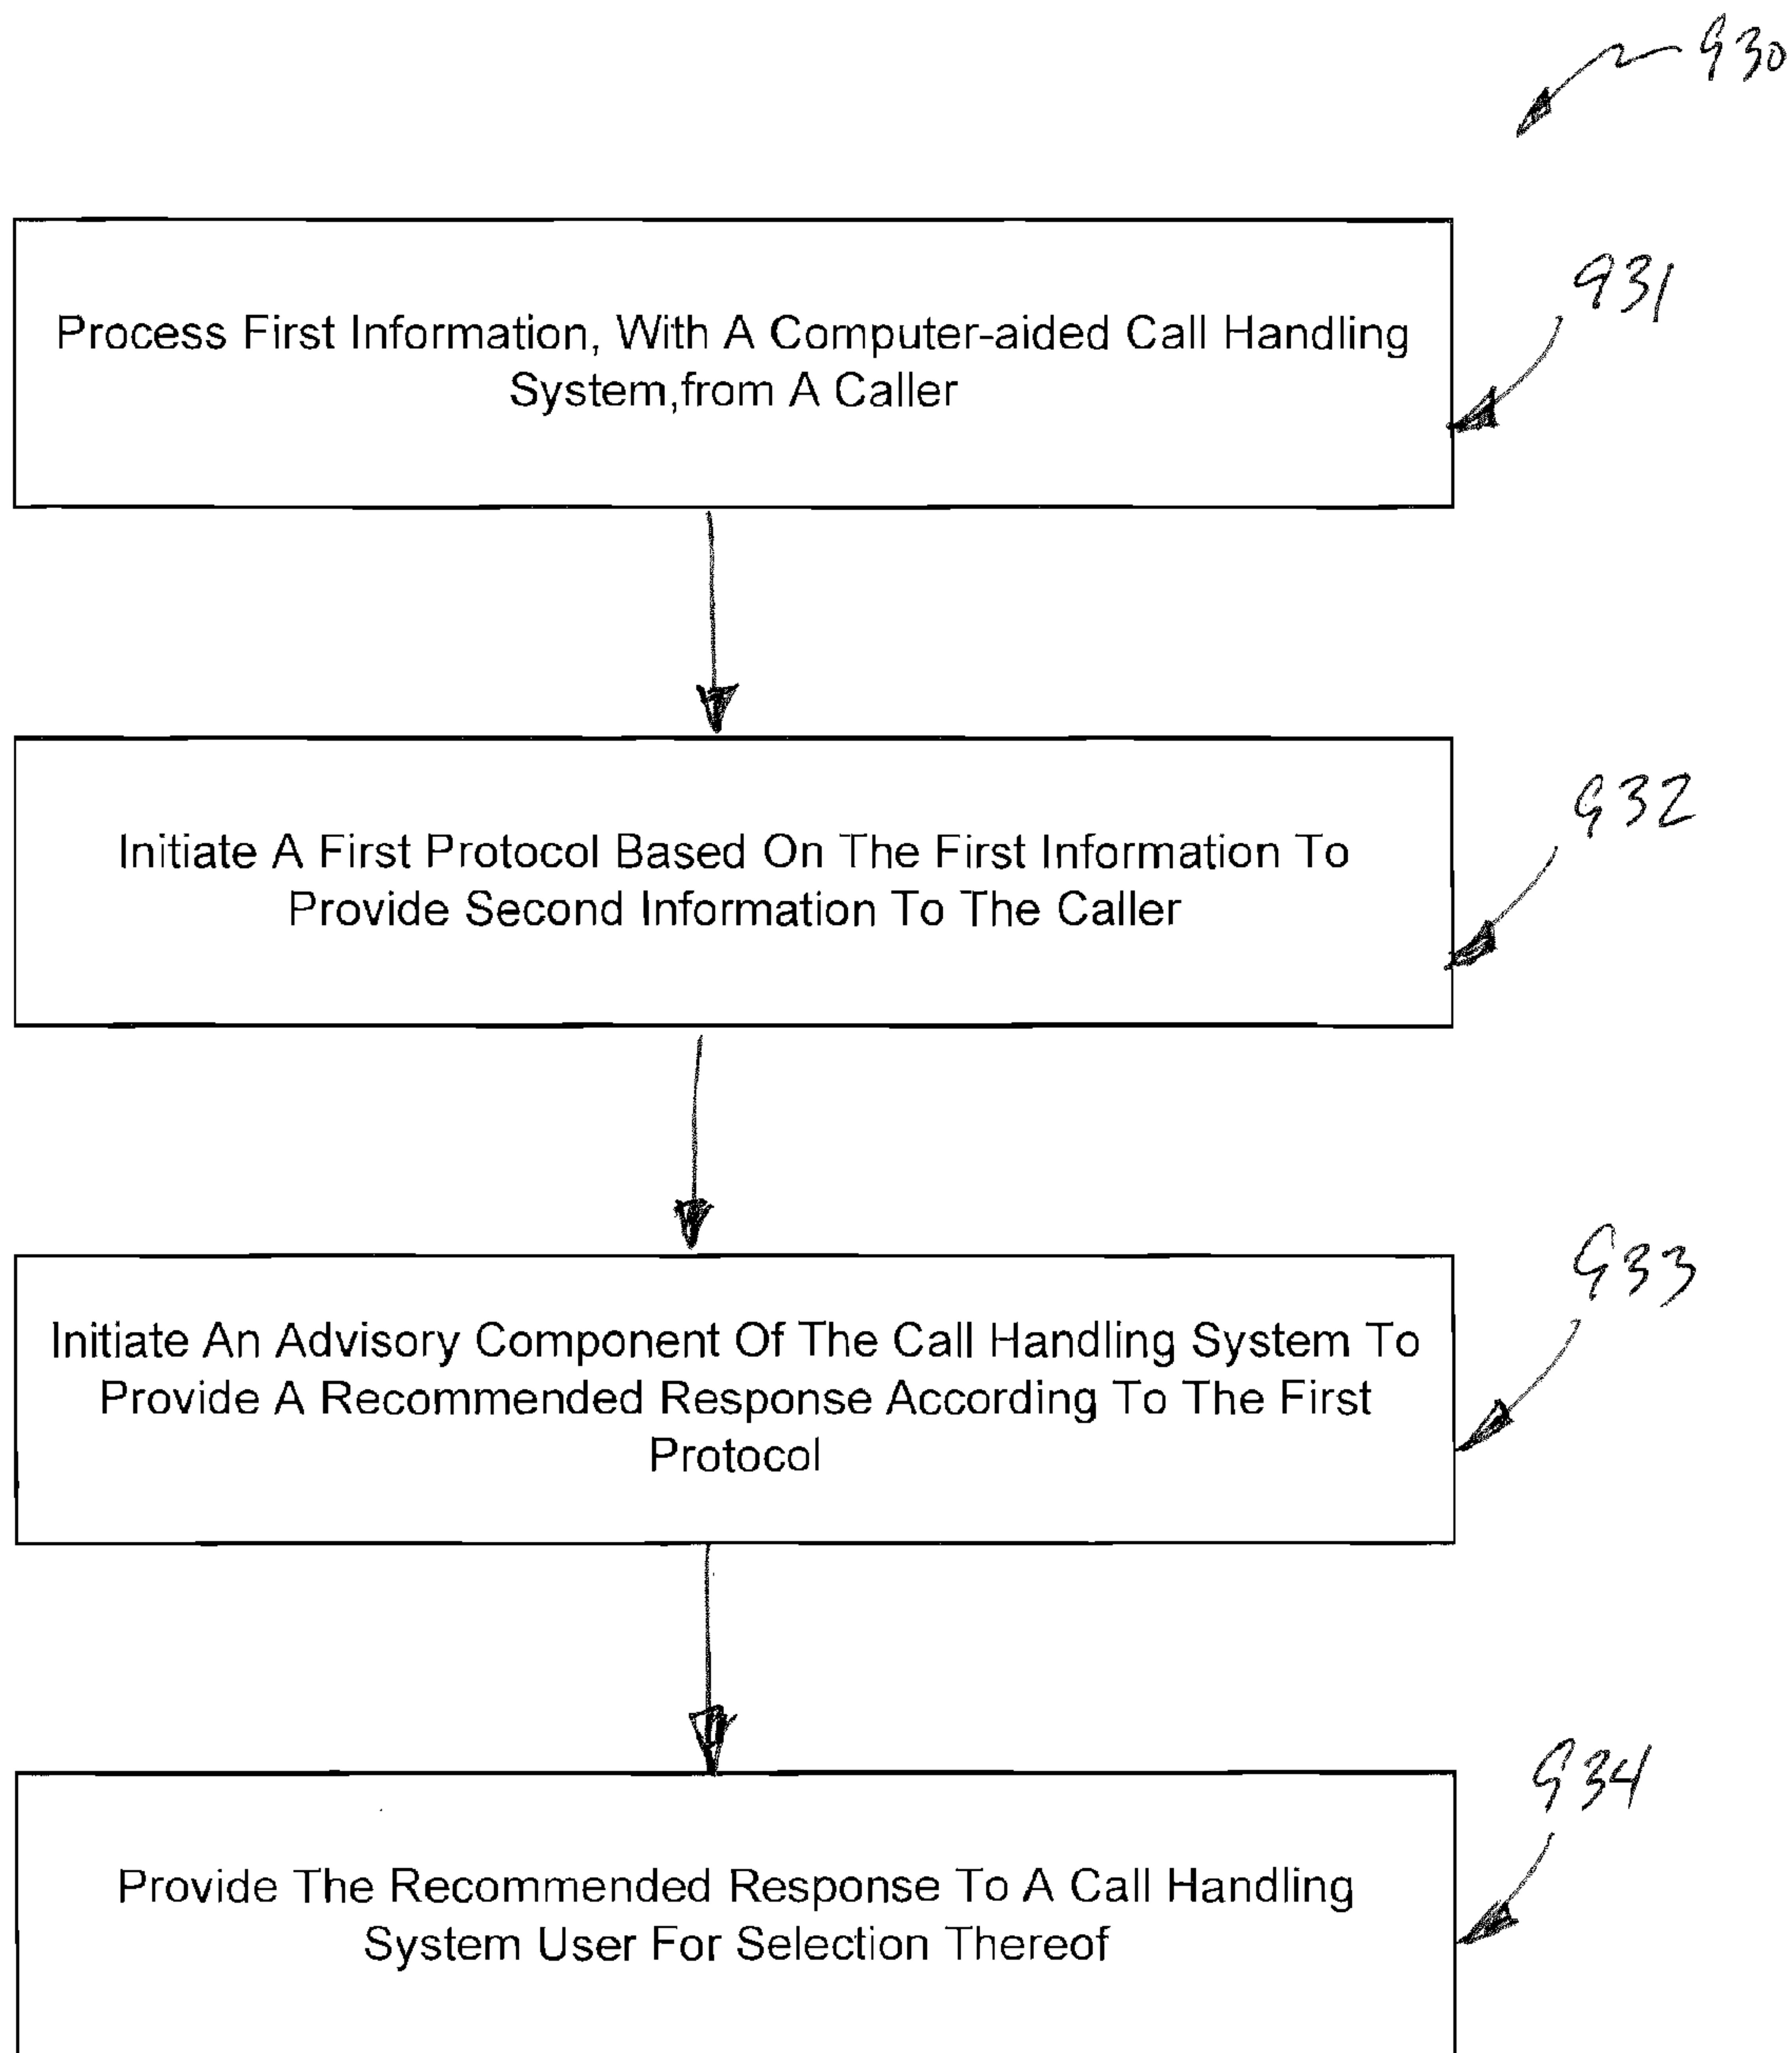 930
Process First Information, With A Computer-aided Call Handling
System,from A Caller
931
Initiate A First Protocol Based On The First Information To
Provide Second Information To The Caller
932
Initiate An Advisory Component Of The Call Handling System To
Provide A Recommended Response According To The First
Protocol
933
Provide The Recommended Response To A Call Handling
System User For Selection Thereof
934